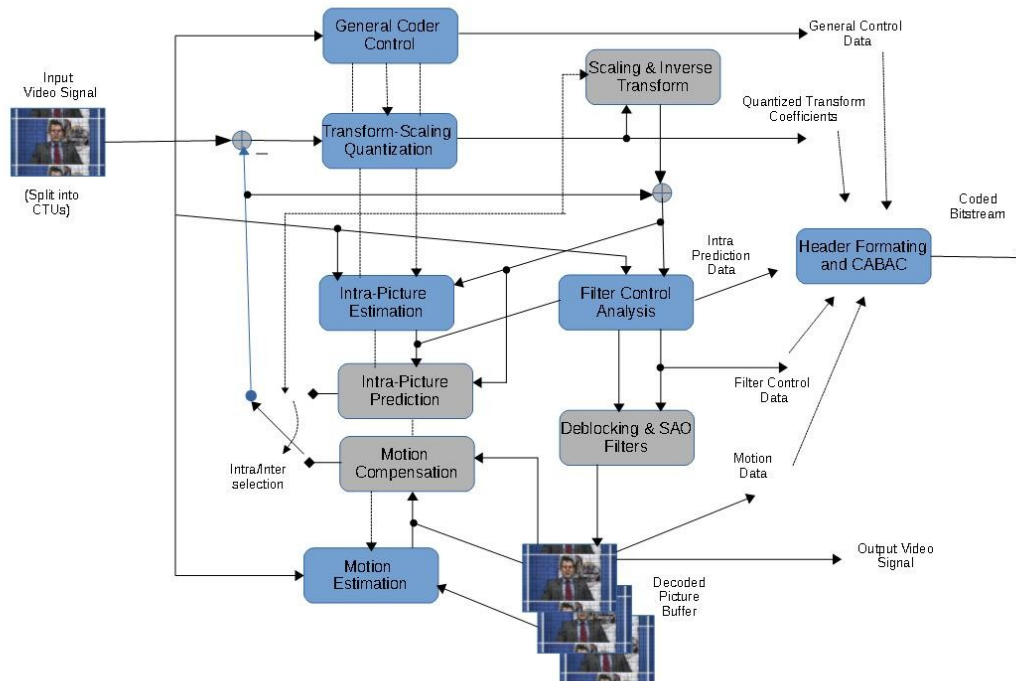 General Coder
Control
General Control
Data
Input
Video Signal
Scaling & Inverse
Transform
Quantized Transform
Coefficients
Transform-Scaling
Quantization
(Split into
CTUs)
Coded
Bitstream
Intra
Prediction
Data
Header Formating
and CABAC
Intra-Picture
Estimation
Filter Control
Analysis
Intra-Picture
Prediction
Filter Control
Data
Deblocking & SAO
Filters
Motion
Compensation
Intra/Inter
selection
Motion
Data
Output Video
Signal
Motion
Estimation
Decoded
Picture
Buffer